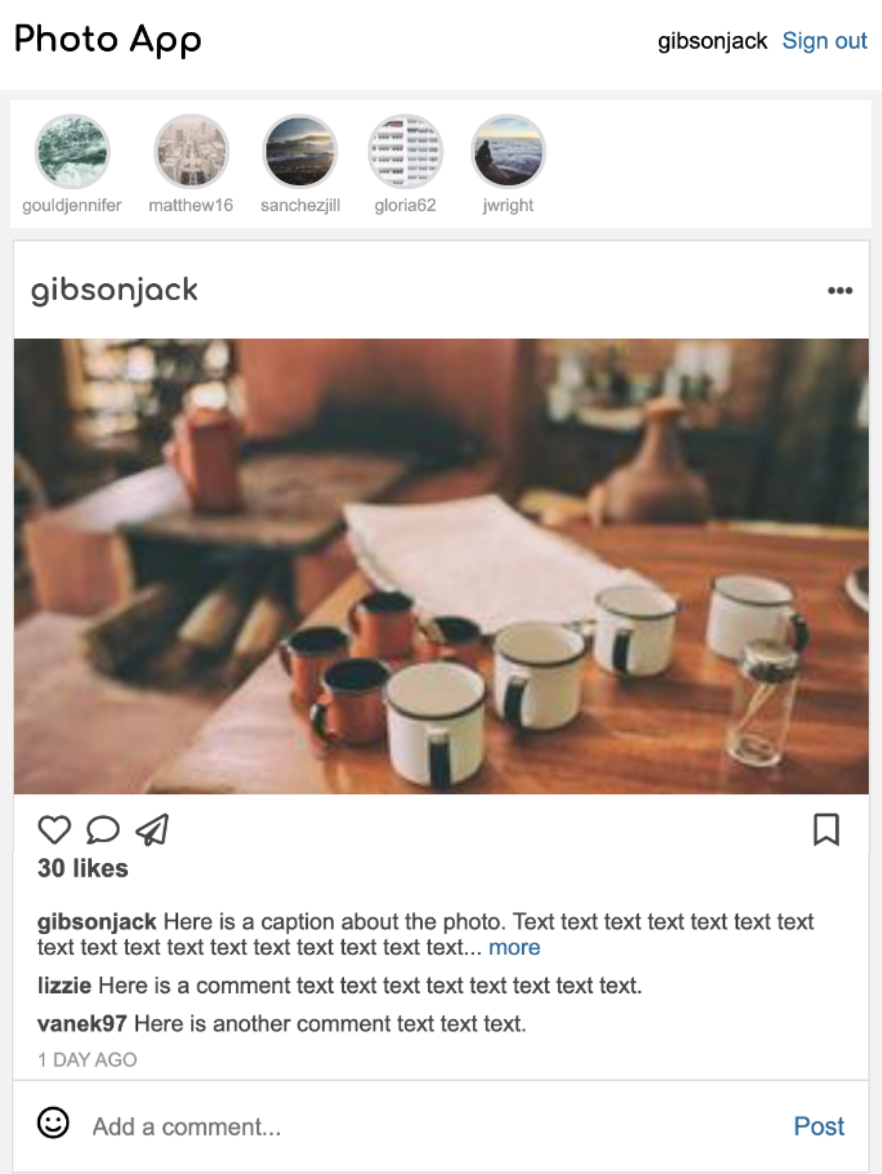 Photo App
gibsonjack Sign out
gouldjennifer matthew16 sanchezjill gloria62 jwright
gibsonjack
30 likes
gibsonjack Here is a caption about the photo. Text text text text text text text
text text text text text text text text text text... more
lizzie Here is a comment text text text text text text text text.
vanek97 Here is another comment text text text.
1 DAY AGO
Add a comment...
Post